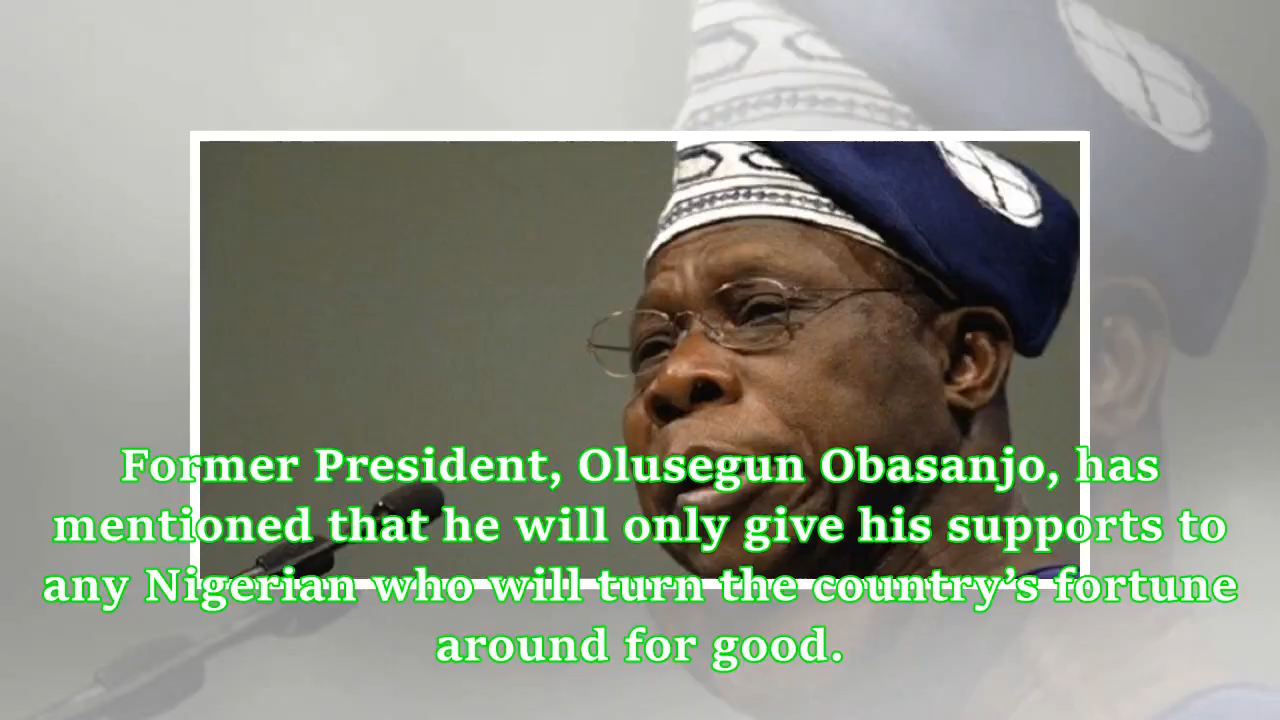 Former President, Olusegun Obasanjo, has
mentioned that he will only give his supports to
any Nigerian who will turn the country’s fortune
around for good.